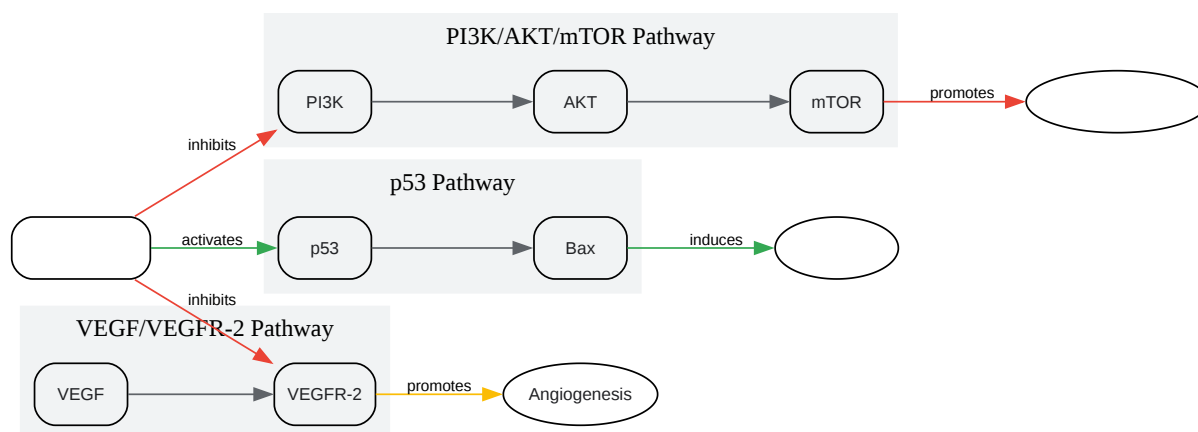 PI3K/AKT/mTOR Pathway
PI3K
AKT
mTOR
promotes
inhibits
p53 Pathway
activates
p53
Bax
induces
inhibits
VEGF/VEGFR-2 Pathway
VEGF
VEGFR-2
promotes
Angiogenesis